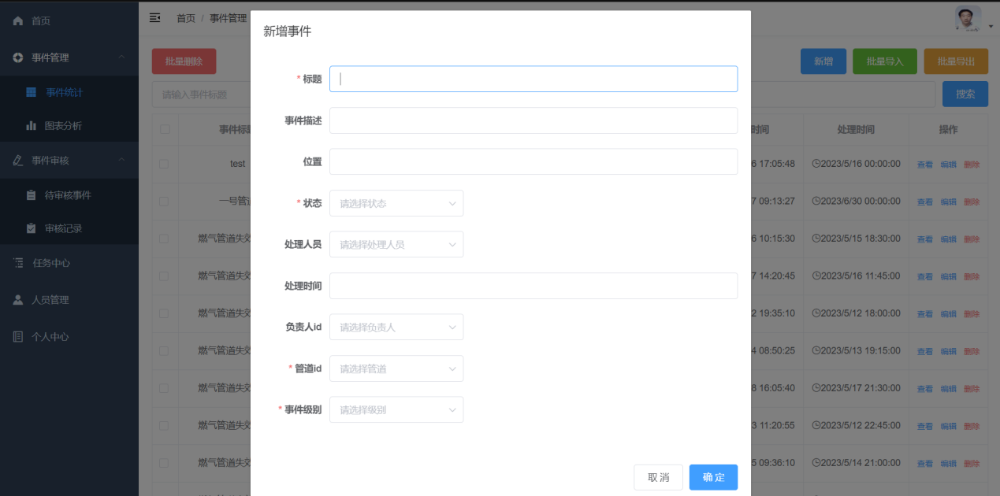 首页
事件管理
事件统计
图表分析
事件审核
待审核事件
审核记录
任务中心
人员管理
个人中心
首页 / 事件管理
批量删除
新增
批量导入
批量导出
请输入事件标题
搜索
事件标
时间
处理时间
操作
test
6 17:05:48
2023/5/16 00:00:00
查看 编辑 删除
一号管
7 09:13:27
2023/6/30 00:00:00
查看 编辑 删除
燃气管道失效
6 10:15:30
2023/5/15 18:30:00
查看 编辑 删除
燃气管道失效
7 14:20:45
2023/5/16 11:45:00
查看 编辑 删除
燃气管道失效
2 19:35:10
2023/5/12 18:00:00
查看 编辑 删除
燃气管道失效
4 08:50:25
2023/5/13 19:15:00
查看 编辑 删除
燃气管道失效
8 16:05:40
2023/5/17 21:30:00
查看 编辑 删除
燃气管道失效
3 11:20:55
2023/5/12 22:45:00
查看 编辑 删除
燃气管道失效
5 09:36:10
2023/5/14 21:00:00
查看 编辑 删除
新增事件
* 标题
事件描述
位置
* 状态 请选择状态
处理人员 请选择处理人员
处理时间
负责人id 请选择负责人
* 管道id 请选择管道
* 事件级别 请选择级别
取消
确定